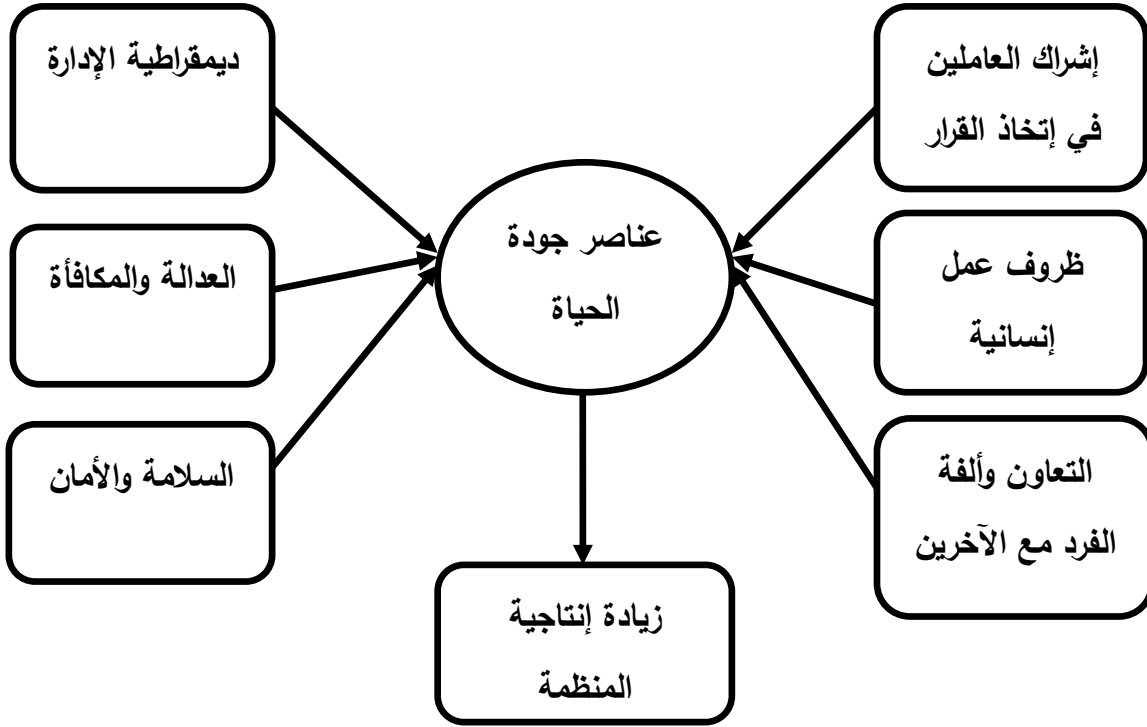 إشراك العاملين
في إتخاذ القرار
ديمقراطية الإدارة
عناصر جودة
الحياة
ظروف عمل
إنسانية
العدالة والمكافأة
التعاون وألفة
الفرد مع الآخرين
السلامة والأمان
زيادة إنتاجية
المنظمة